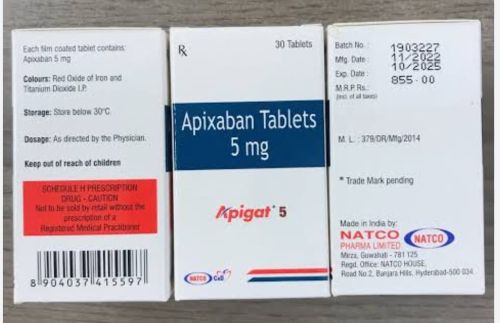 Each film coated tablet contains:
Apixaban 5 mg
Colours: Red Oxide of Iron and
Titanium Dioxide I.P.
Storage: Store below 30°C.
Dosage: As directed by the Physician.
Keep out of reach of children
SCHEDULE H PRESCRIPTION
DRUG - CAUTION
Not to be sold by retail without the
prescription of a
Registered Medical Practitioner
8 904037 415597
Rx
30 Tablets
Apixaban Tablets
5 mg
Apigat* 5
NATCO
Batch No. : 1903227
Mfg. Date : 11/2022
Exp. Date : 10/2025
M.R.P. Rs.: 855.00
(incl. of all taxes)
M. L. : 379/DR/Mfg/2014
* Trade Mark pending
Made in India by:
NATCO
PHARMA LIMITED
NATCO
Mirza, Guwahati - 781 125
Regd. Office: NATCO HOUSE,
Road No.2, Banjara Hills, Hyderabad-500 034.